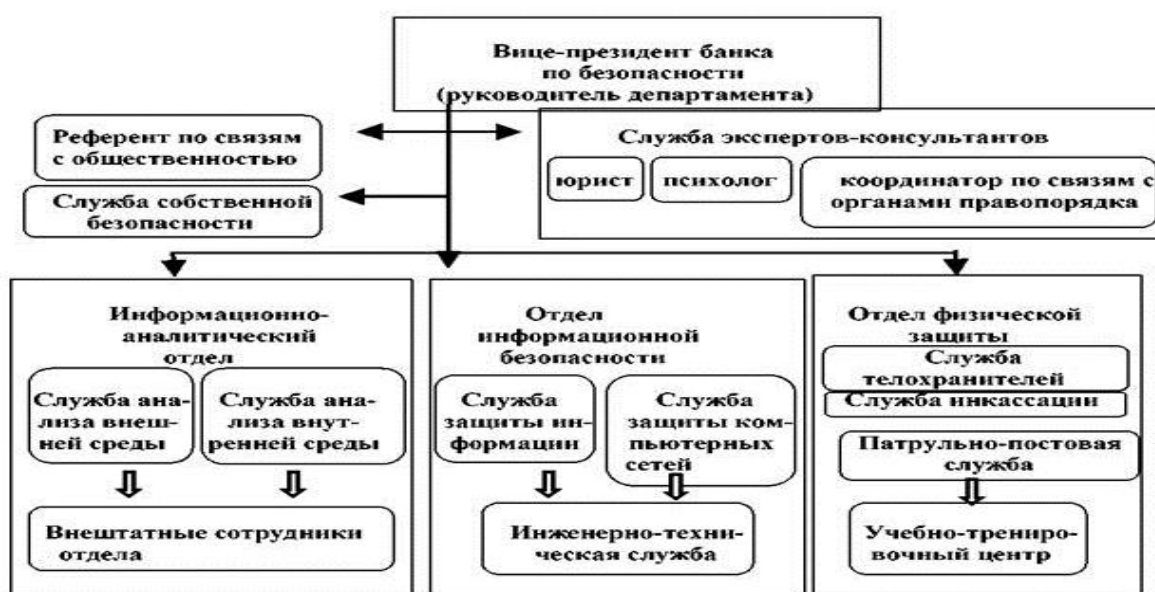 Вице-президент банка
по безопасности
(руководитель департамента)
Референт по связям
с общественностью
Служба собственной
безопасности
Служба экспертов-консультантов
юрист
психолог
координатор по связям с
органами правопорядка
Информационно-
аналитический
отдел
Служба ана-
лиза внеш-
ней среды
Служба ана-
лиза внут-
ренней среды
Внештатные сотрудники
отдела
Отдел
информационной
безопасности
Служба
защиты ин-
формации
Служба
защиты ком-
пьютерных
сетей
Инженерно-техни-
ческая служба
Отдел физической
защиты
Служба
телохранителей
Служба инкассации
Патрульно-постовая
служба
Учебно-трениро-
вочный центр